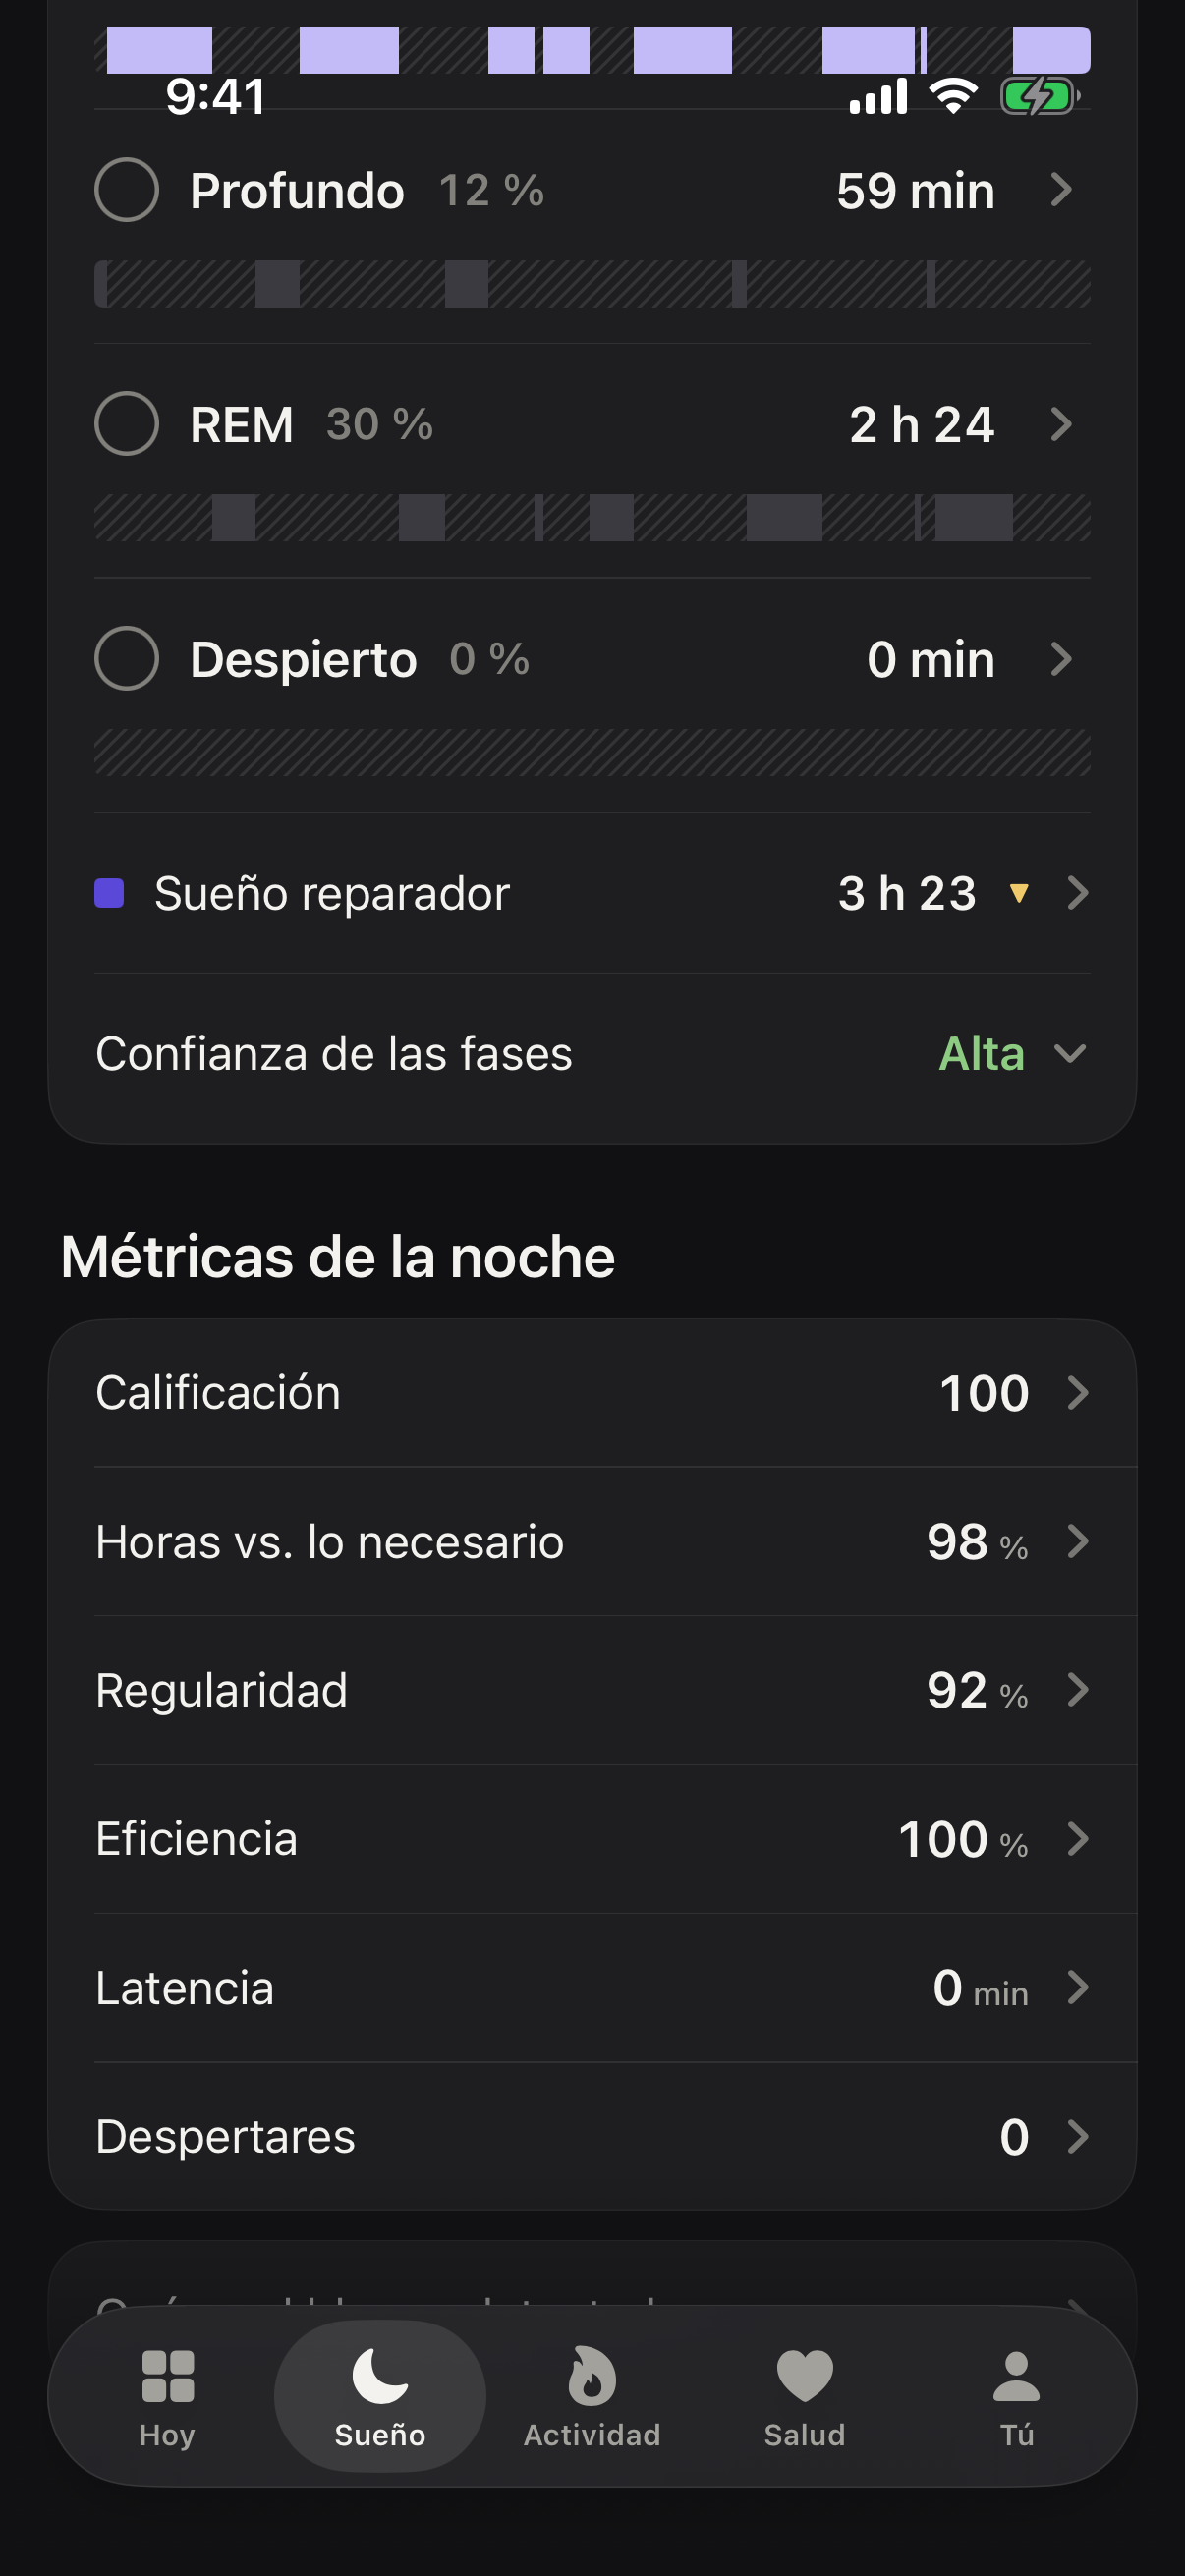 9:41
Profundo 12 % 59 min
REM 30 % 2 h 24
Despierto 0 % 0 min
Sueño reparador 3 h 23
Confianza de las fases Alta
Métricas de la noche
Calificación 100
Horas vs. lo necesario 98 %
Regularidad 92 %
Eficiencia 100 %
Latencia 0 min
Despertares 0
Hoy Sueño Actividad Salud Tú